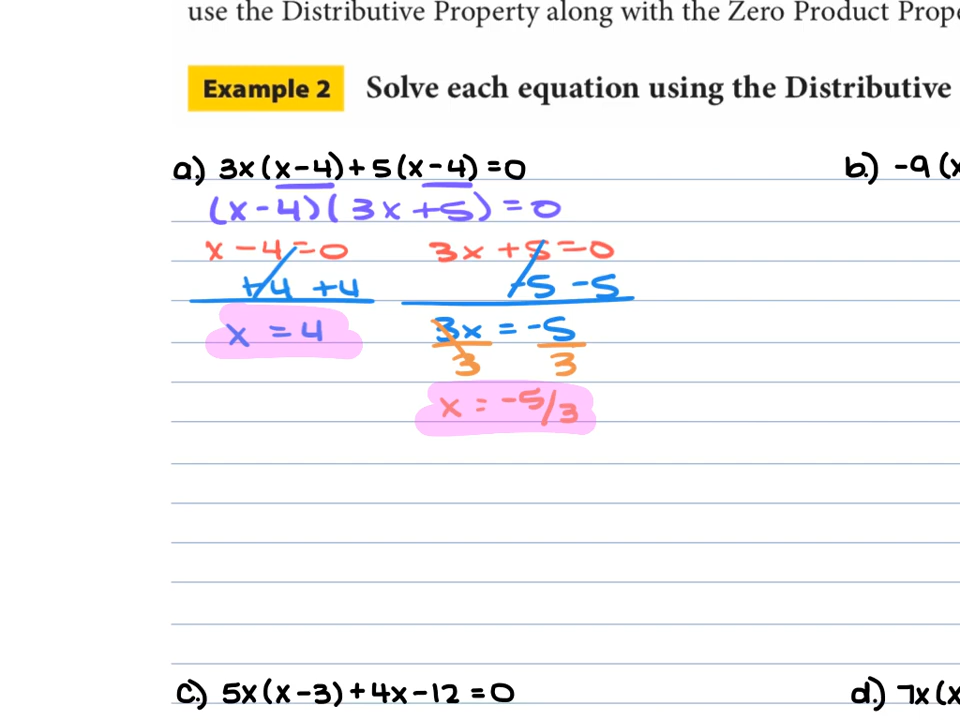 use the Distributive Property along with the Zero Product
Example 2 Solve each equation using the Distributive
a.) 3x(x-4)+5(x-4)=0 b.) -9(x
(x-4)(3x+5)=0
x-4=0 3x+5=0
+4 +4 -5 -5
x=4 3x=-5
3 3
x=-5/3
c.) 5x(x-3)+4x-12=0 d.) 7x(x